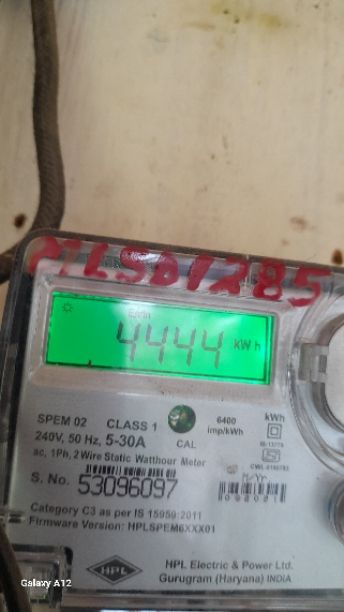 MLSD1285
4444 kWh
SPEM 02 CLASS 1 6400 imp/kWh kWh
240V, 50 Hz, 5-30A CAL
ac, 1Ph, 2 Wire Static Watthour Meter
S. No. 53096097
Category C3 as per IS 15959:2011
Firmware Version: HPLSPEM6XXX01
HPL HPL Electric & Power Ltd.
Gurugram (Haryana) INDIA
Galaxy A12